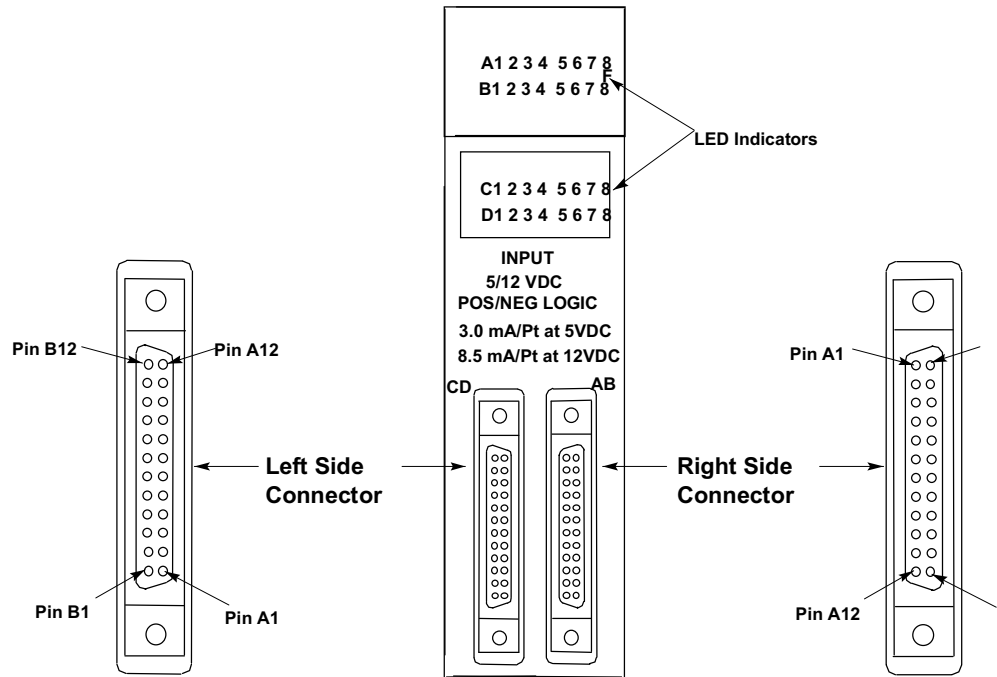 A1 2 3 4 5 6 7 8
F
B1 2 3 4 5 6 7 8
LED Indicators
C1 2 3 4 5 6 7 8
D1 2 3 4 5 6 7 8
INPUT
5/12 VDC
POS/NEG LOGIC
3.0 mA/Pt at 5VDC
8.5 mA/Pt at 12VDC
CD
AB
Pin B12
Pin A12
Left Side
Connector
Pin B1
Pin A1
Right Side
Connector
Pin A1
Pin A12